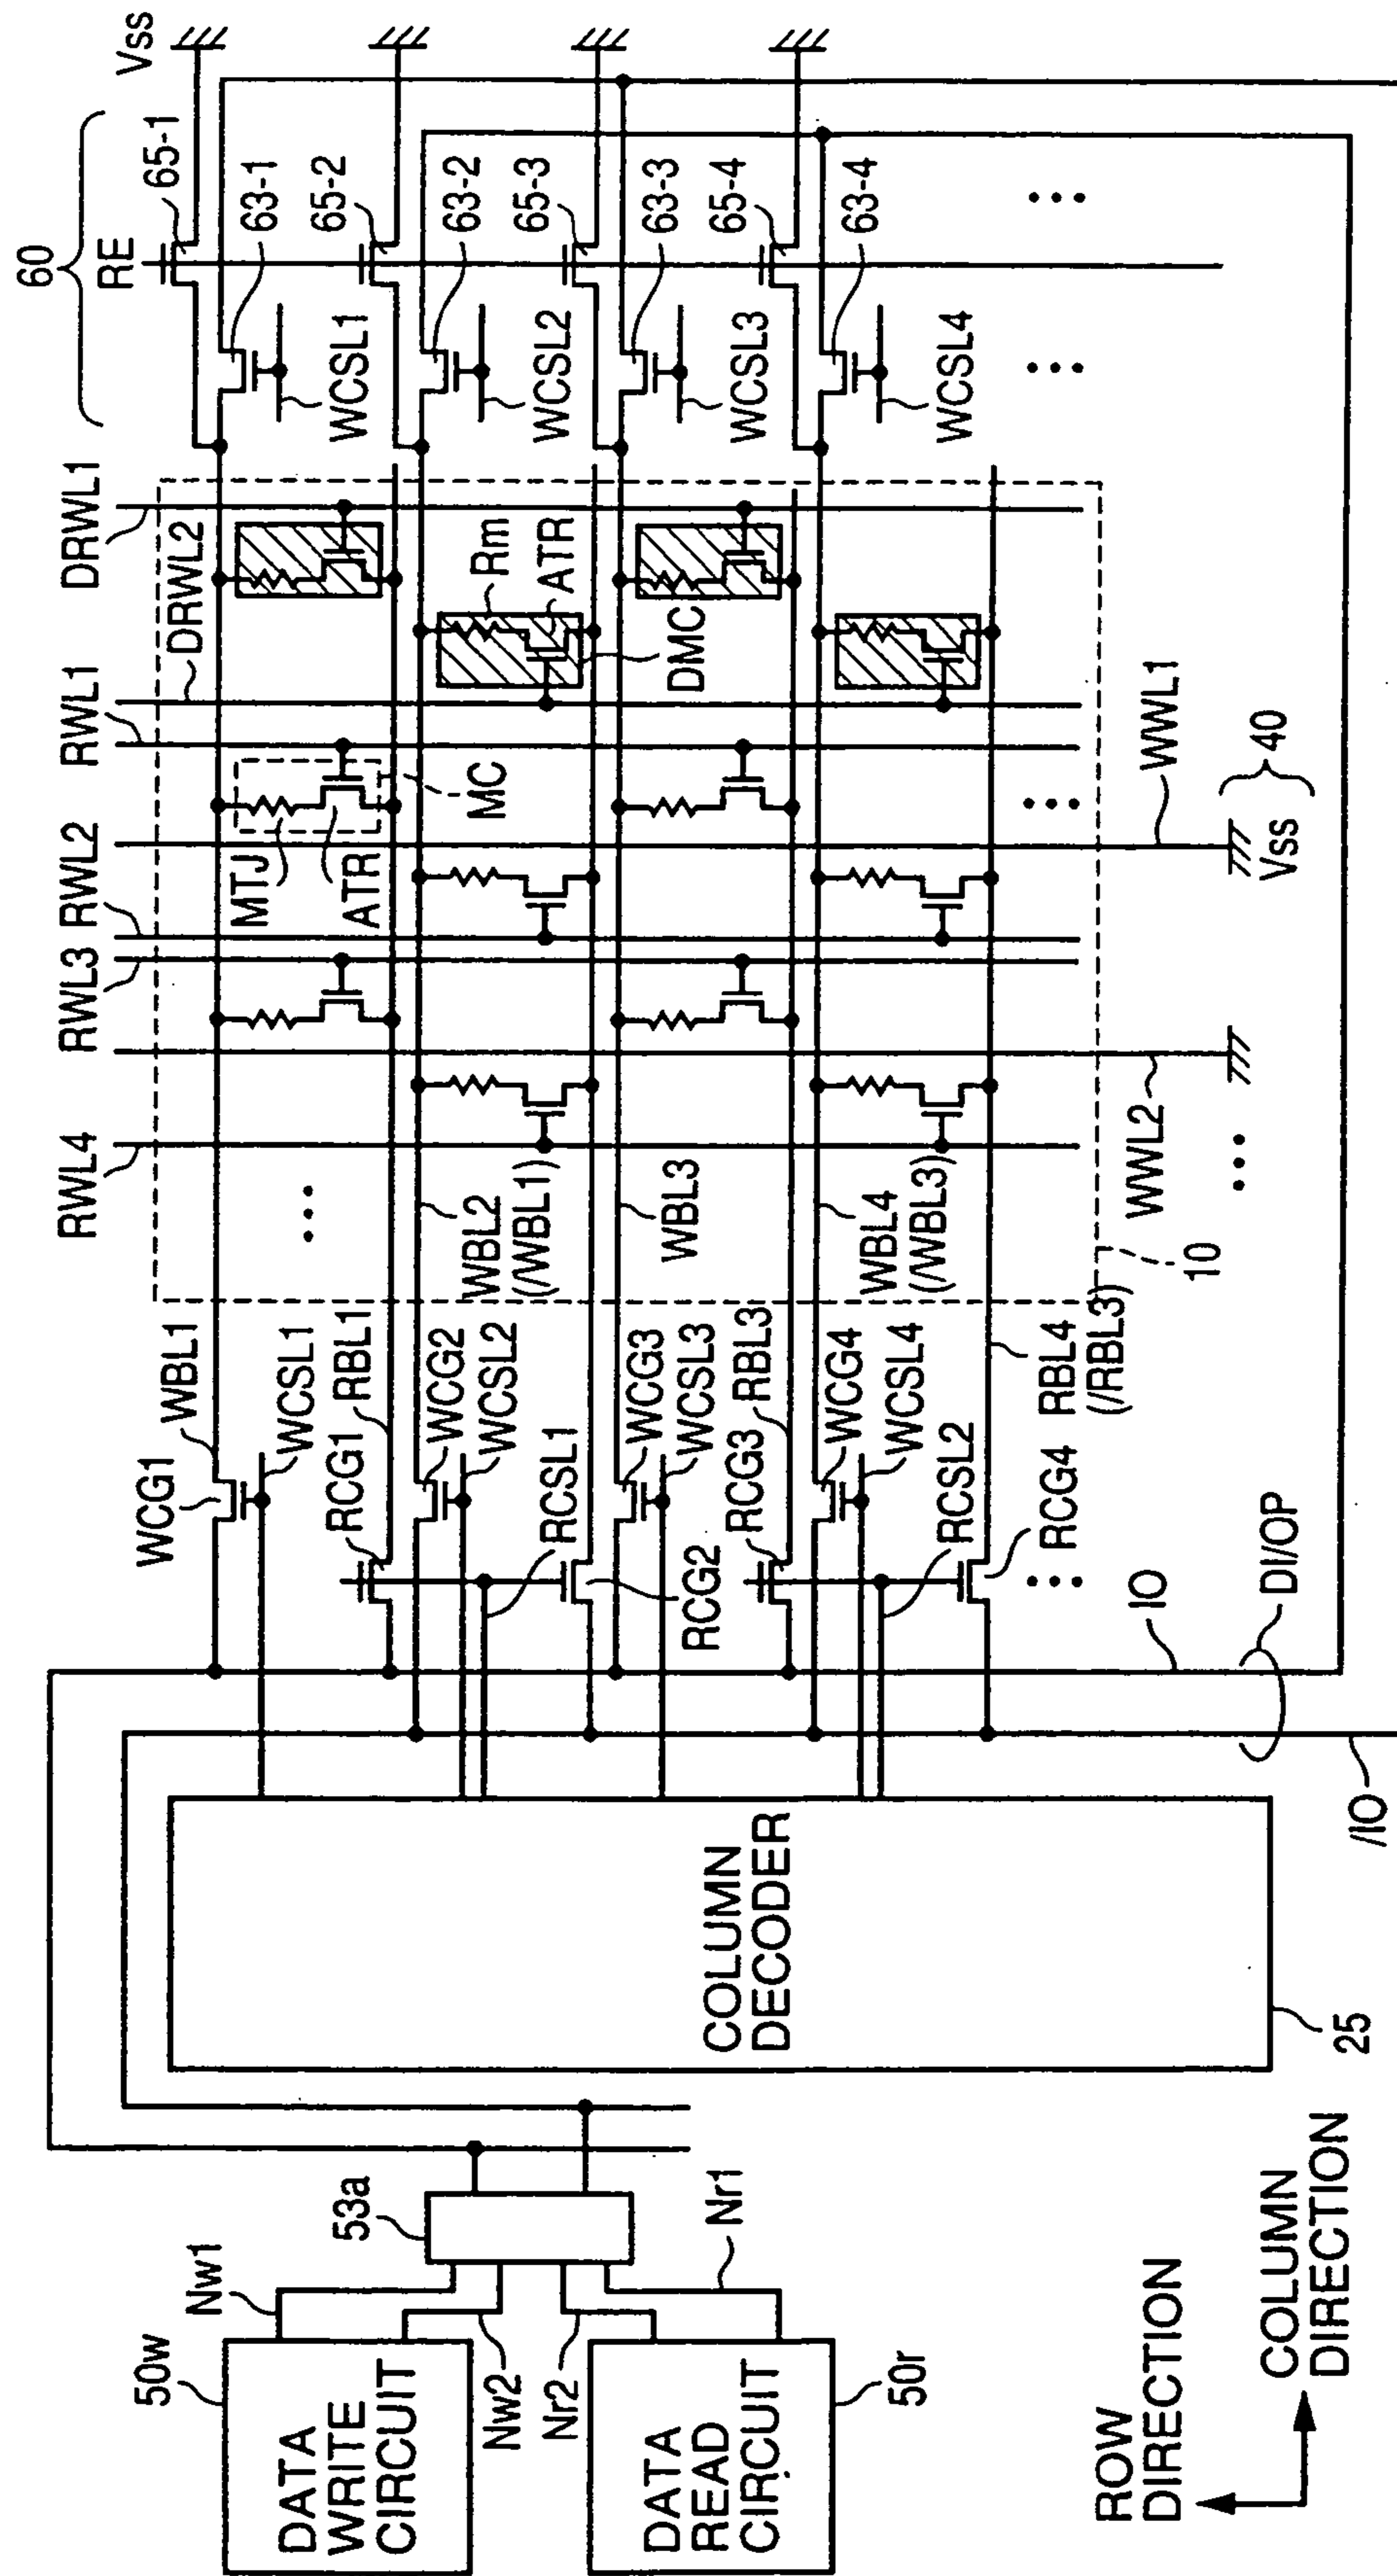 60
RE
65-1
Vss
63-1
65-2
63-2
65-3
63-3
65-4
63-4
WCSL1
WCSL2
WCSL3
WCSL4
DRWL1
DRWL2
RWL1
RWL2
RWL3
RWL4
Rm
ATR
DMC
MC
MTJ
ATR
WWL1
40
Vss
WWL2
10
WBL2
(/WBL1)
WBL3
WBL4
(/WBL3)
WBL1
WCG1
WCSL1
RBL1
RCG1
WCG2
WCSL2
RCSL1
RCG2
WCG3
WCSL3
RBL3
RCG3
WCG4
WCSL4
RCSL2
RBL4
(/RBL3)
RCG4
IO
DI/OP
/IO
COLUMN
DECODER
25
53a
Nw1
Nw2
Nr2
Nr1
50w
DATA
WRITE
CIRCUIT
DATA
READ
CIRCUIT
50r
ROW
DIRECTION
COLUMN
DIRECTION